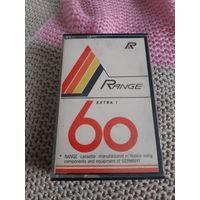 R
RANGE
EXTRA I
60
* RANGE cassette manufactured in Russia using
components and equipment of GERMANY